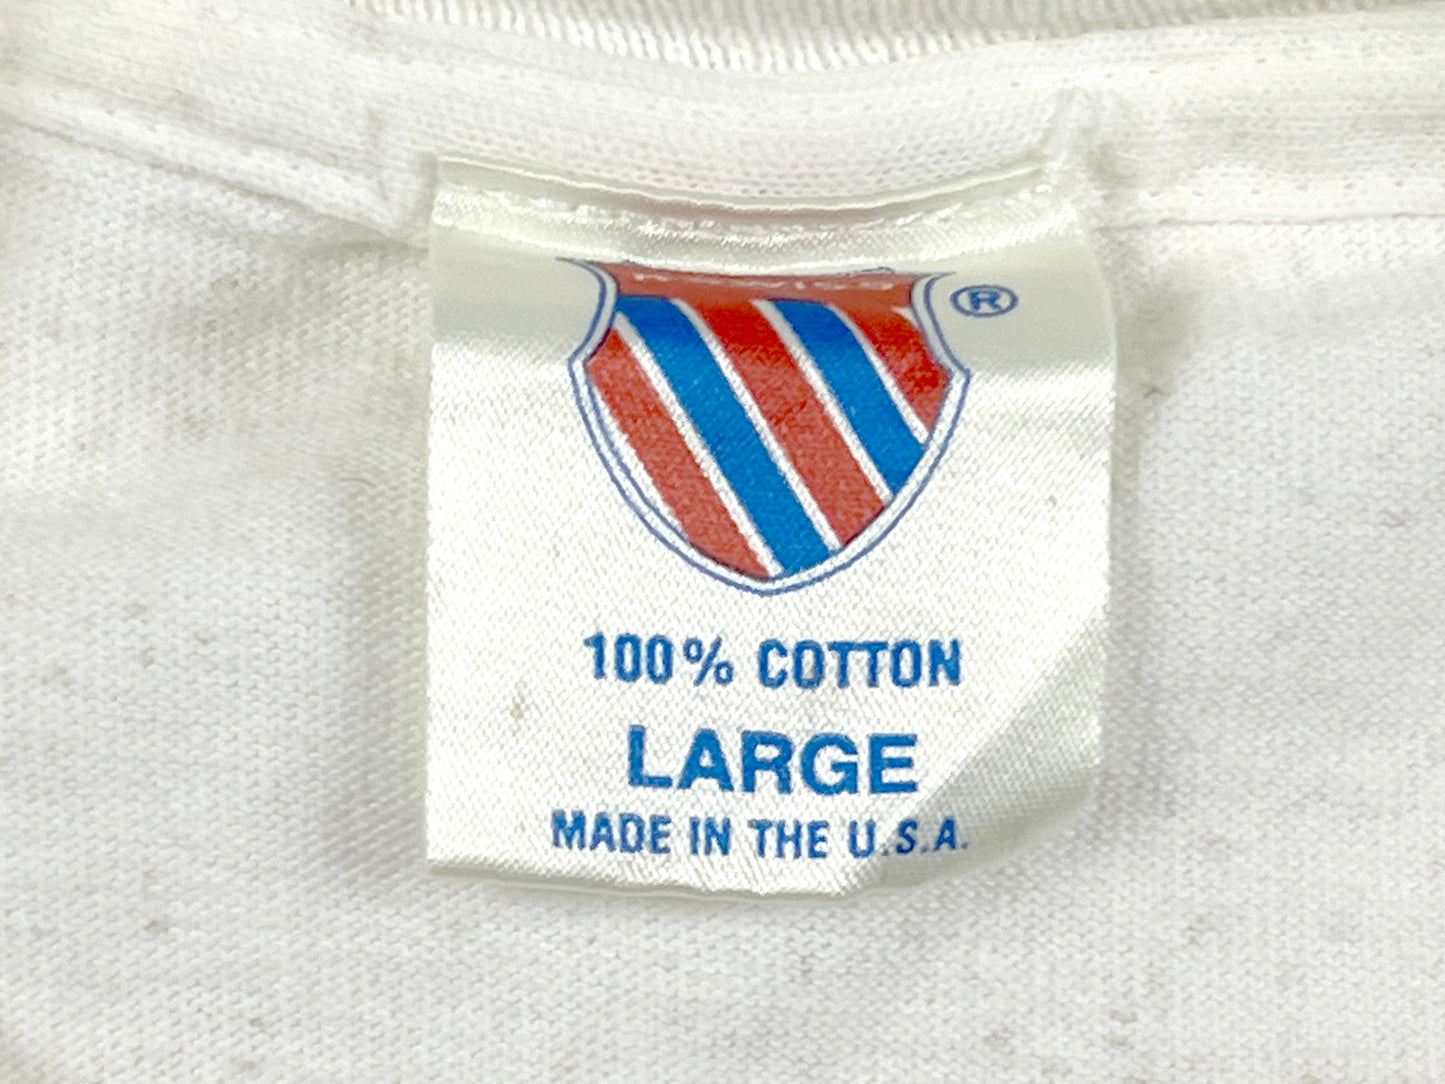 ®
100% COTTON
LARGE
MADE IN THE U.S.A.